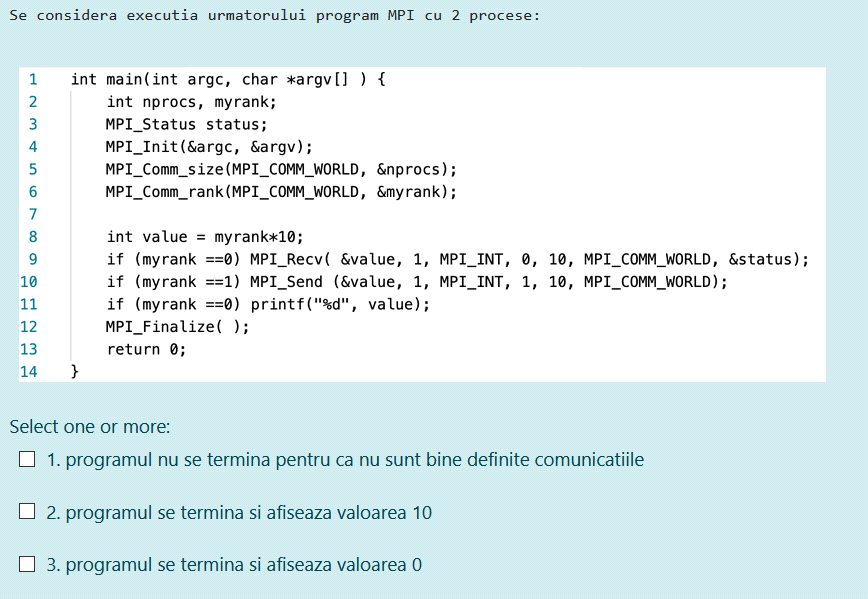 Se considera executia urmatorului program MPI cu 2 procese:
1 int main(int argc, char *argv[] ) {
2 int nprocs, myrank;
3 MPI_Status status;
4 MPI_Init(&argc, &argv);
5 MPI_Comm_size(MPI_COMM_WORLD, &nprocs);
6 MPI_Comm_rank(MPI_COMM_WORLD, &myrank);
7
8 int value = myrank*10;
9 if (myrank ==0) MPI_Recv( &value, 1, MPI_INT, 0, 10, MPI_COMM_WORLD, &status);
10 if (myrank ==1) MPI_Send (&value, 1, MPI_INT, 1, 10, MPI_COMM_WORLD);
11 if (myrank ==0) printf("%d", value);
12 MPI_Finalize( );
13 return 0;
14 }
Select one or more:
1. programul nu se termina pentru ca nu sunt bine definite comunicatiile
2. programul se termina si afiseaza valoarea 10
3. programul se termina si afiseaza valoarea 0